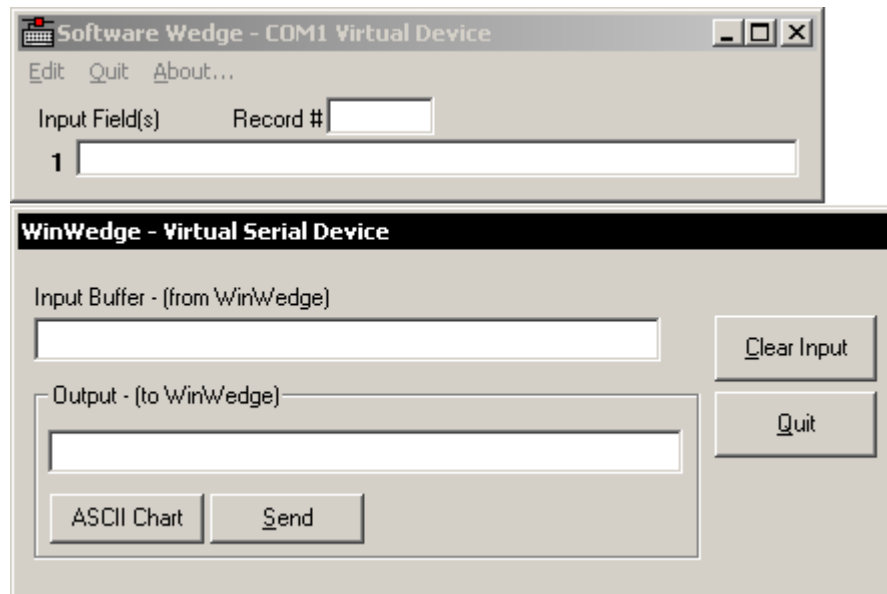 Software Wedge - COM1 Virtual Device
Edit Quit About...
Input Field(s) Record #
1
WinWedge - Virtual Serial Device
Input Buffer - (from WinWedge)
Clear Input
Output - (to WinWedge)
Quit
ASCII Chart Send